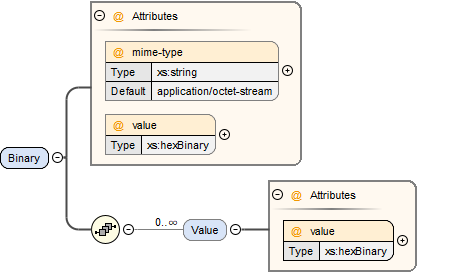 @ Attributes
@ mime-type
Type xs:string
Default application/octet-stream
@ value
Type xs:hexBinary
Binary
0..∞
Value
@ Attributes
@ value
Type xs:hexBinary